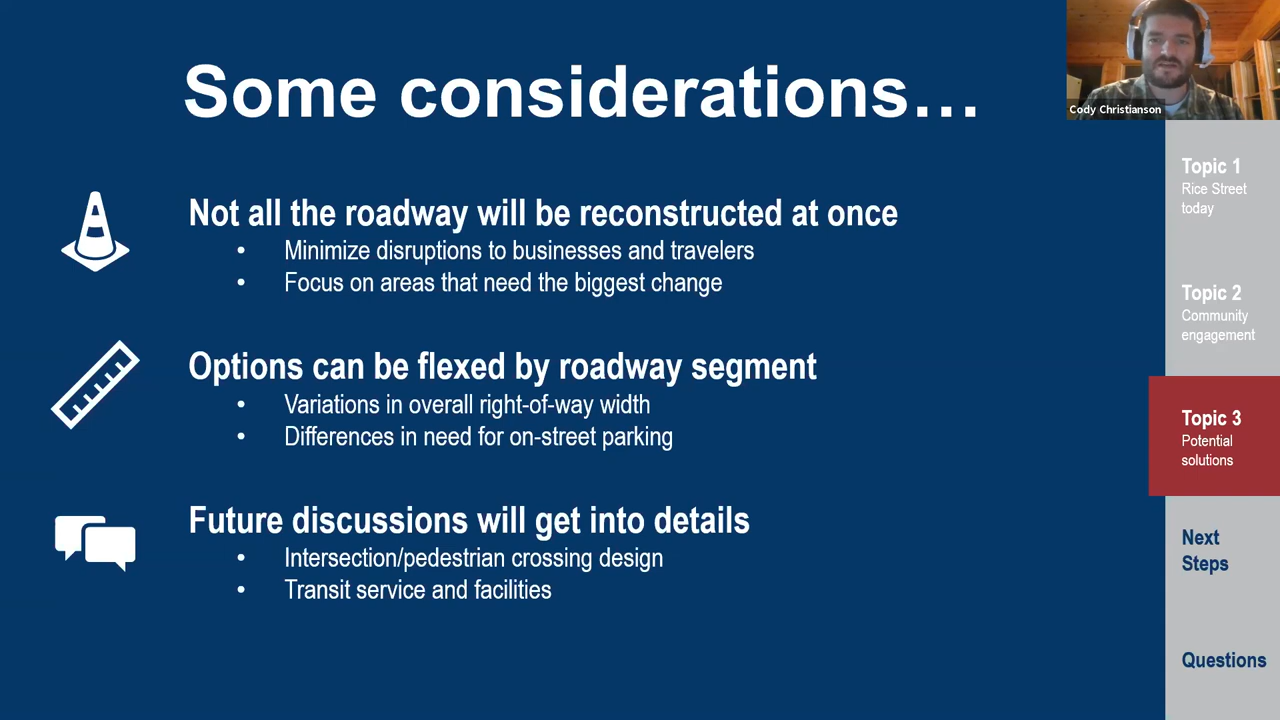 Some considerations…
Cody Christianson
Not all the roadway will be reconstructed at once
• Minimize disruptions to businesses and travelers
• Focus on areas that need the biggest change
Options can be flexed by roadway segment
• Variations in overall right-of-way width
• Differences in need for on-street parking
Future discussions will get into details
• Intersection/pedestrian crossing design
• Transit service and facilities
Topic 1
Rice Street
today
Topic 2
Community
engagement
Topic 3
Potential
solutions
Next
Steps
Questions